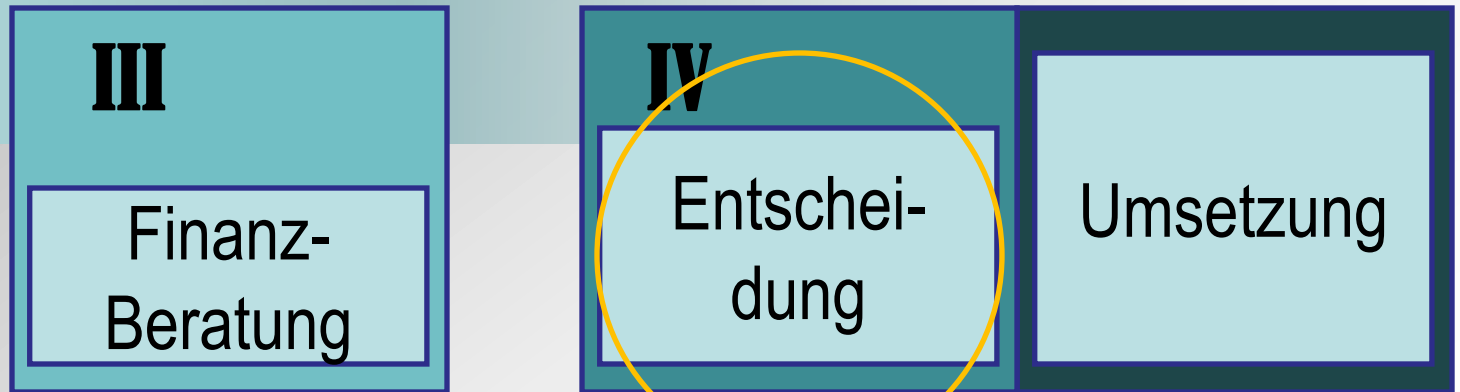 III
Finanz-
Beratung
IV
Entschei-
dung
Umsetzung